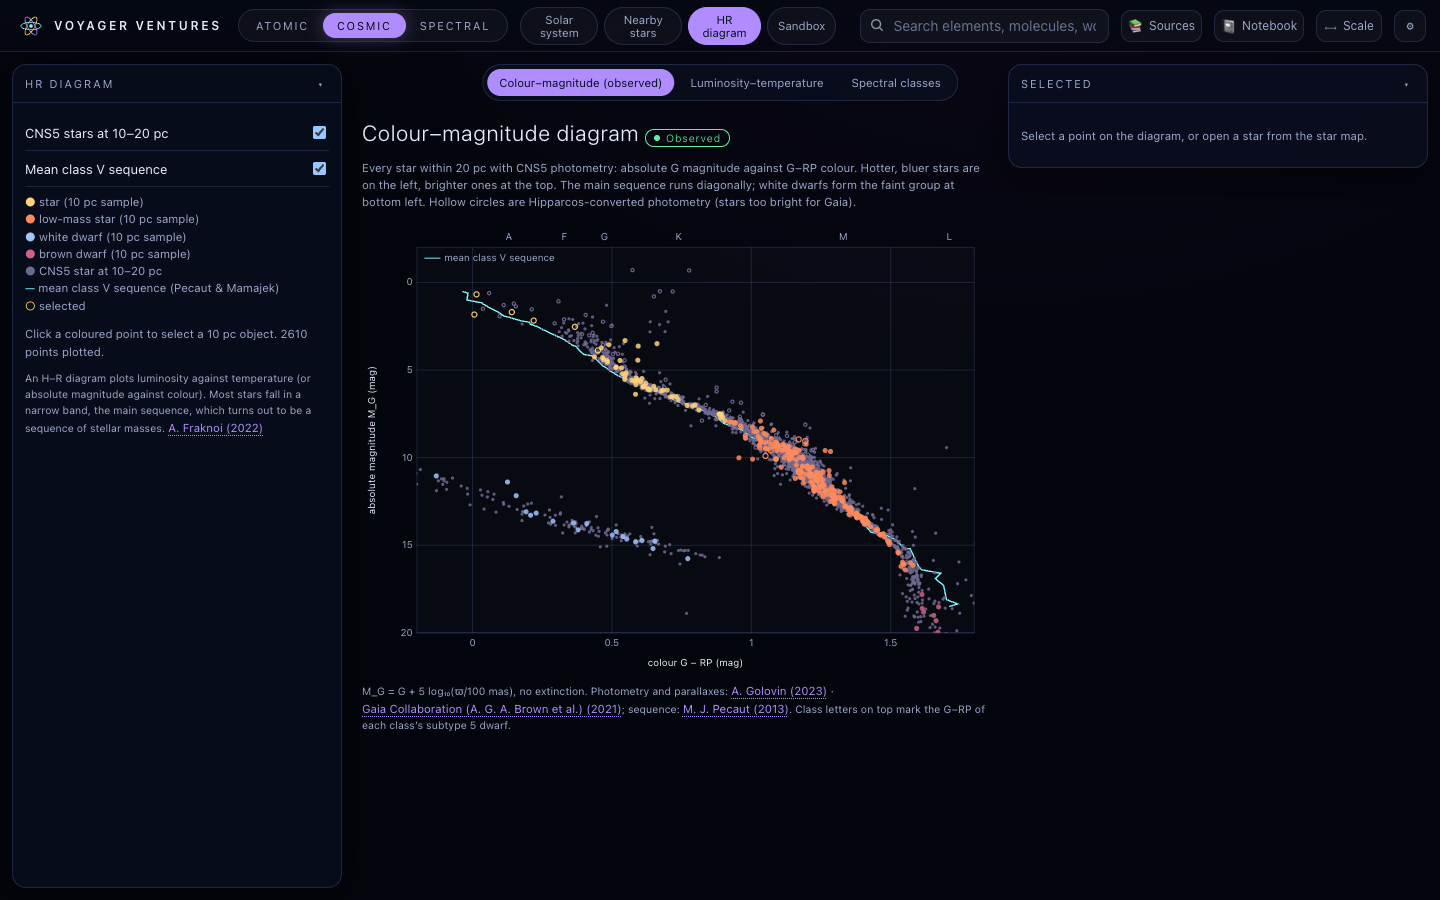 VOYAGER VENTURES
ATOMIC
COSMIC
SPECTRAL
Solar
system
Nearby
stars
HR
diagram
Sandbox
Search elements, molecules, wo
Sources
Notebook
Scale
HR DIAGRAM
CNS5 stars at 10–20 pc
Mean class V sequence
star (10 pc sample)
low-mass star (10 pc sample)
white dwarf (10 pc sample)
brown dwarf (10 pc sample)
CNS5 star at 10–20 pc
mean class V sequence (Pecaut & Mamajek)
selected
Click a coloured point to select a 10 pc object. 2610
points plotted.
An H–R diagram plots luminosity against temperature (or
absolute magnitude against colour). Most stars fall in a
narrow band, the main sequence, which turns out to be a
sequence of stellar masses. A. Fraknoi (2022)
Colour–magnitude (observed)
Luminosity–temperature
Spectral classes
Colour–magnitude diagram
Observed
Every star within 20 pc with CNS5 photometry: absolute G magnitude against G−RP colour. Hotter, bluer stars are
on the left, brighter ones at the top. The main sequence runs diagonally; white dwarfs form the faint group at
bottom left. Hollow circles are Hipparcos-converted photometry (stars too bright for Gaia).
A F G K M L
mean class V sequence
0
5
10
15
20
0 0.5 1 1.5
absolute magnitude M_G (mag)
colour G − RP (mag)
M_G = G + 5 log₁₀(ϖ/100 mas), no extinction. Photometry and parallaxes: A. Golovin (2023) ·
Gaia Collaboration (A. G. A. Brown et al.) (2021); sequence: M. J. Pecaut (2013). Class letters on top mark the G−RP of
each class's subtype 5 dwarf.
SELECTED
Select a point on the diagram, or open a star from the star map.